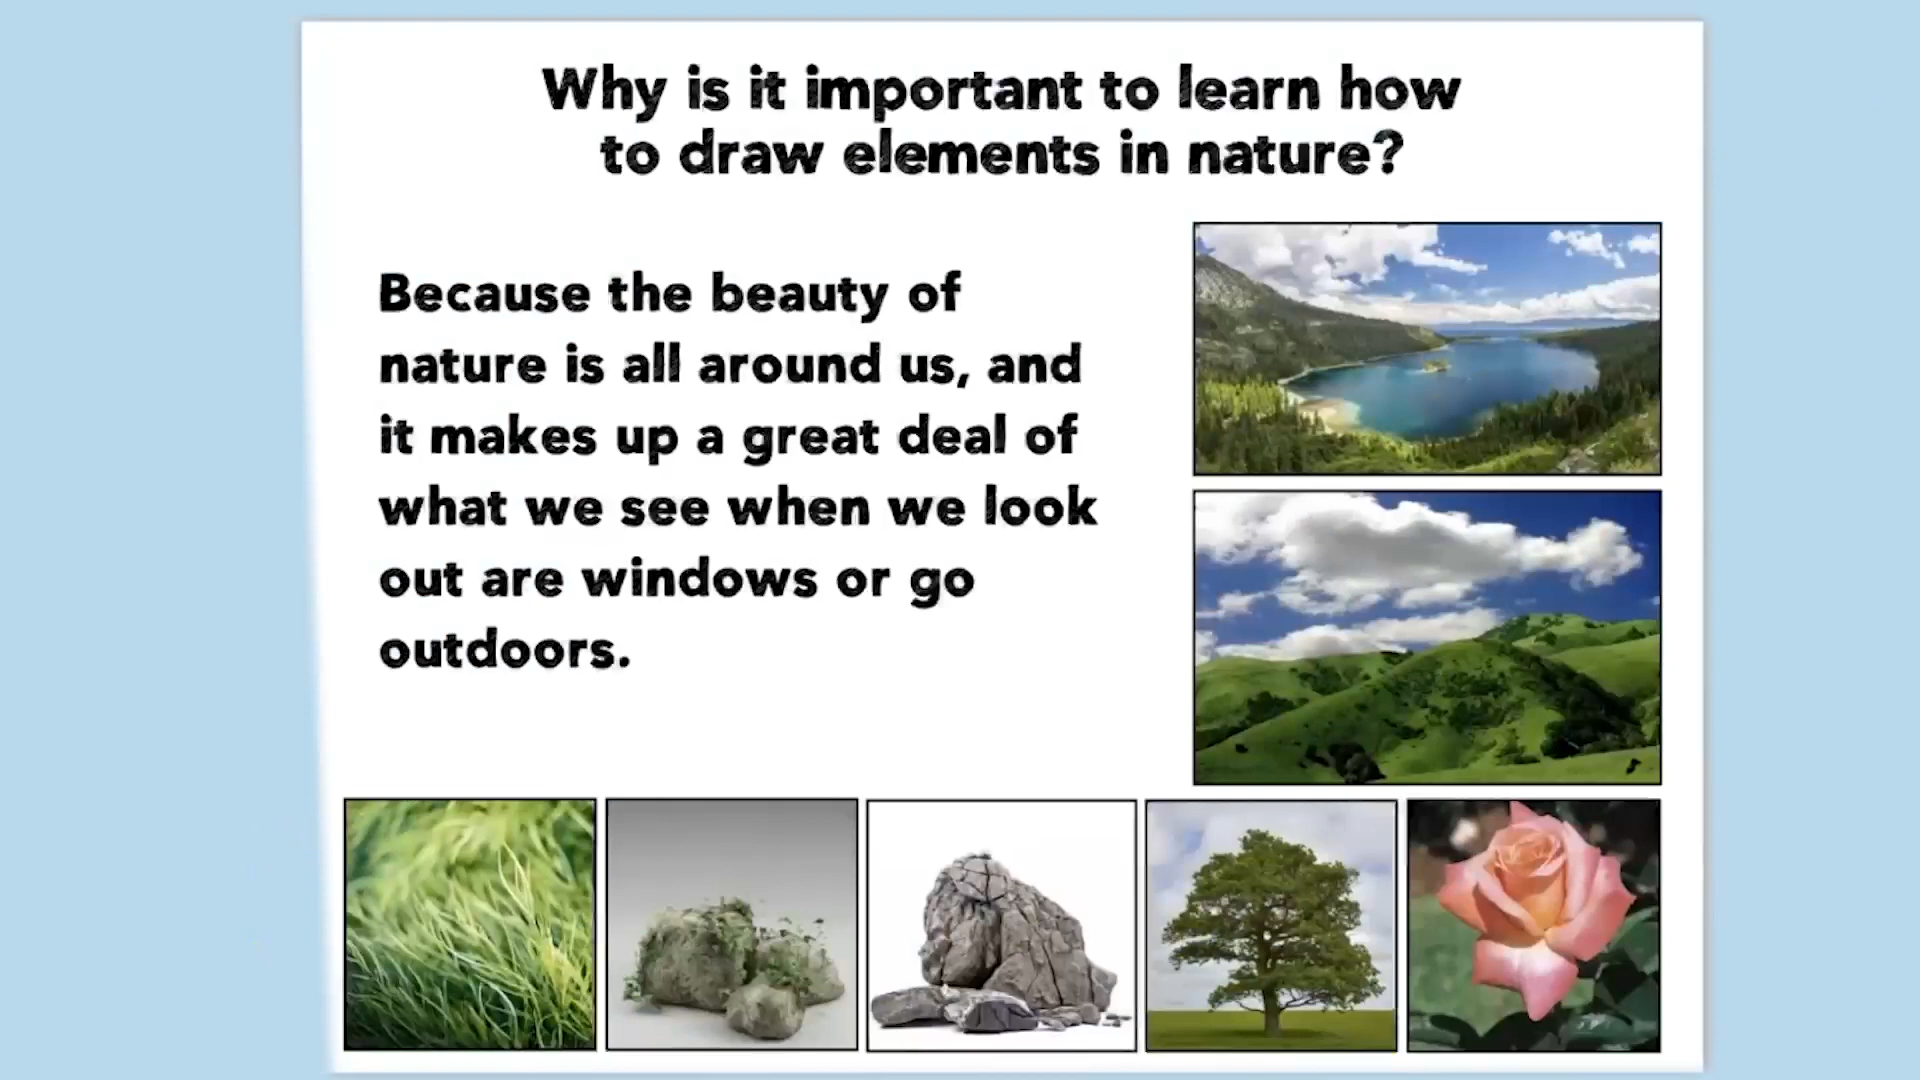 Why is it important to learn how
to draw elements in nature?
Because the beauty of
nature is all around us, and
it makes up a great deal of
what we see when we look
out are windows or go
outdoors.